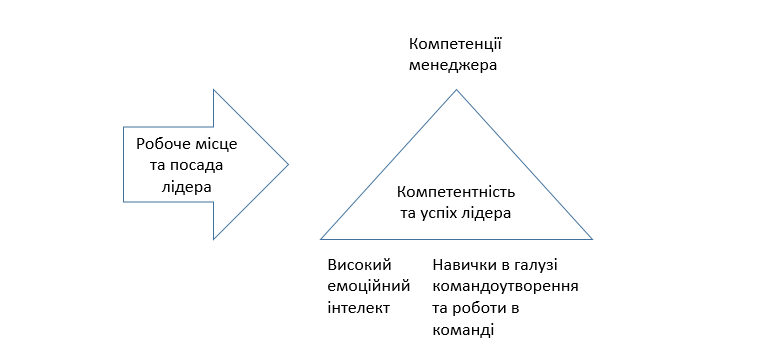 Компетенції
менеджера
Робоче місце
та посада
лідера
Компетентність
та успіх лідера
Високий
емоційний
інтелект
Навички в галузі
командоутворення
та роботи в
команді